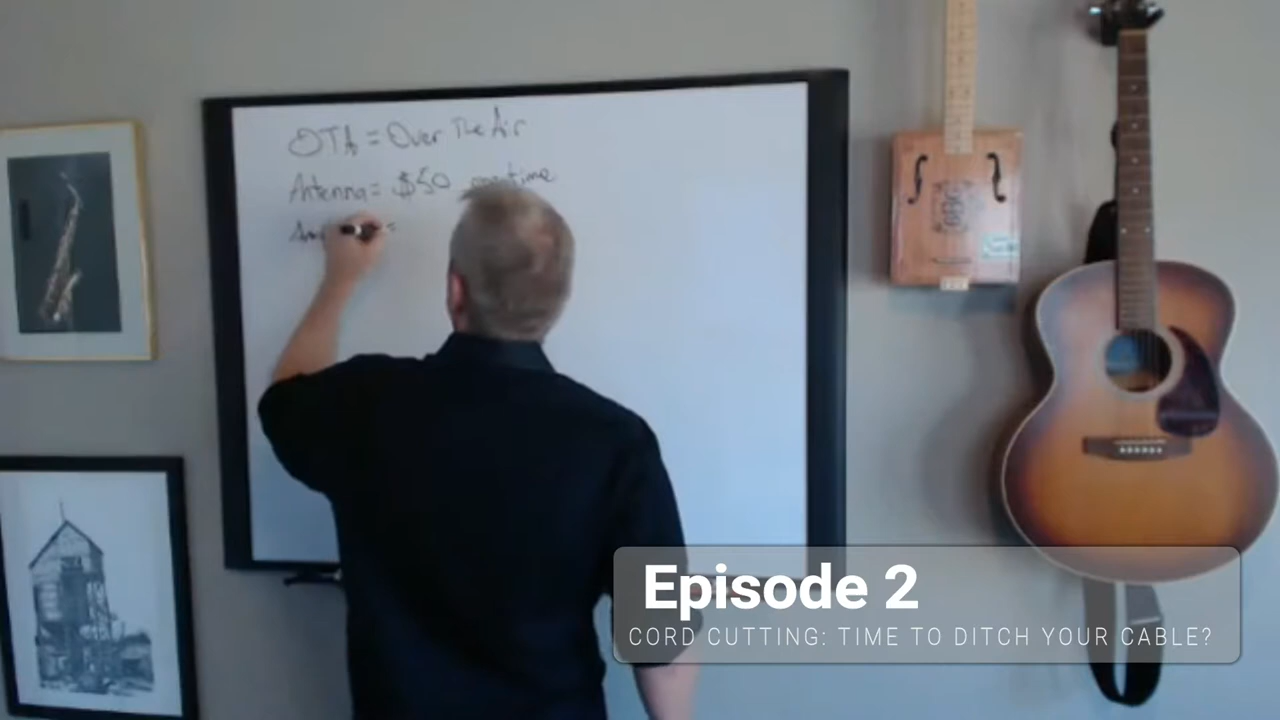 OTA = Over The Air
Antenna = $50 onetime
=
Episode 2
CORD CUTTING: TIME TO DITCH YOUR CABLE?